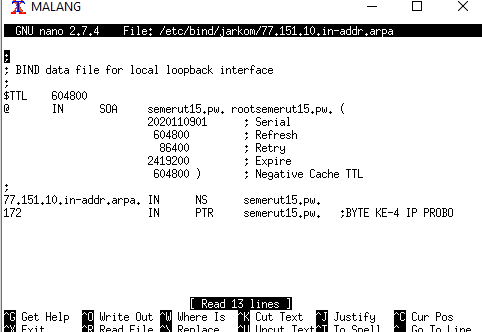 MALANG
GNU nano 2.7.4 File: /etc/bind/jarkom/77.151.10.in-addr.arpa
;
; BIND data file for local loopback interface
;
$TTL 604800
@ IN SOA semerut15.pw. rootsemerut15.pw. (
2020110901 ; Serial
604800 ; Refresh
86400 ; Retry
2419200 ; Expire
604800 ) ; Negative Cache TTL
;
77.151.10.in-addr.arpa. IN NS semerut15.pw.
172 IN PTR semerut15.pw. ;BYTE KE-4 IP PROBO
[ Read 13 lines ]
^G Get Help ^O Write Out ^W Where Is ^K Cut Text ^J Justify ^C Cur Pos
^X Exit ^R Read File ^\ Replace ^U Uncut Text ^T To Spell ^_ Go To Line